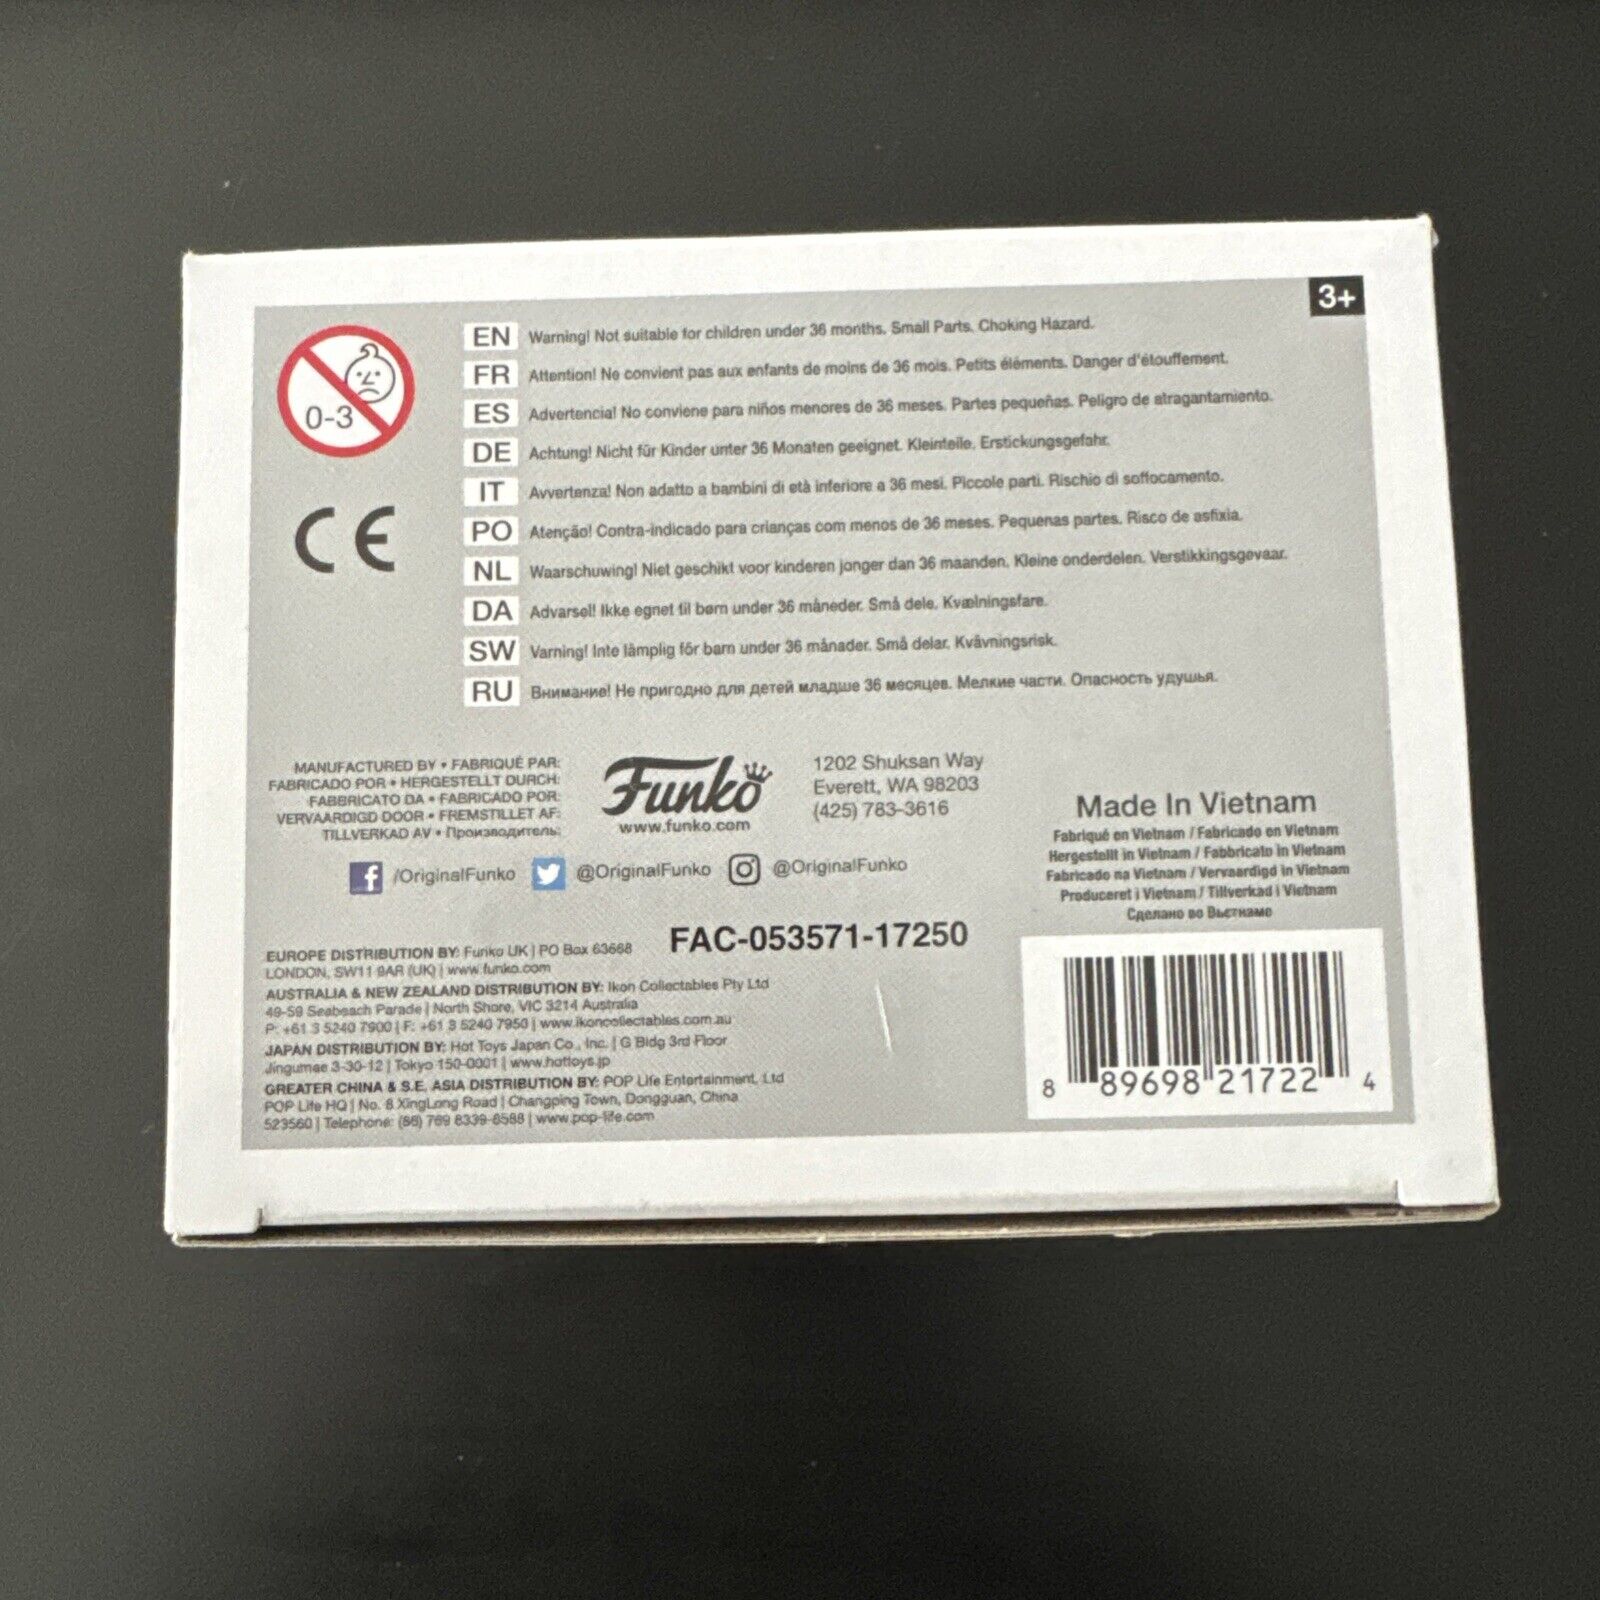 3+
0-3
CE
EN Warning! Not suitable for children under 36 months. Small Parts. Choking Hazard.
FR Attention! Ne convient pas aux enfants de moins de 36 mois. Petits éléments. Danger d'étouffement.
ES Advertencia! No conviene para niños menores de 36 meses. Partes pequeñas. Peligro de atragantamiento.
DE Achtung! Nicht für Kinder unter 36 Monaten geeignet. Kleinteile. Erstickungsgefahr.
IT Avvertenza! Non adatto a bambini di età inferiore a 36 mesi. Piccole parti. Rischio di soffocamento.
PO Atenção! Contra-indicado para crianças com menos de 36 meses. Pequenas partes. Risco de asfixia.
NL Waarschuwing! Niet geschikt voor kinderen jonger dan 36 maanden. Kleine onderdelen. Verstikkingsgevaar.
DA Advarsel! Ikke egnet til børn under 36 måneder. Små dele. Kvælningsfare.
SW Varning! Inte lämplig för barn under 36 månader. Små delar. Kvävningsrisk.
RU Внимание! Не пригодно для детей младше 36 месяцев. Мелкие части. Опасность удушья.
MANUFACTURED BY • FABRIQUÉ PAR:
FABRICADO POR • HERGESTELLT DURCH:
FABBRICATO DA • FABRICADO POR:
VERVAARDIGD DOOR • FREMSTILLET AF:
TILLVERKAD AV • Производитель:
Funko
www.funko.com
1202 Shuksan Way
Everett, WA 98203
(425) 783-3616
/OriginalFunko @OriginalFunko @OriginalFunko
Made In Vietnam
Fabriqué en Vietnam / Fabricado en Vietnam
Hergestellt in Vietnam / Fabbricato in Vietnam
Fabricado na Vietnam / Vervaardigd in Vietnam
Produceret i Vietnam / Tillverkad i Vietnam
Сделано во Вьетнаме
FAC-053571-17250
EUROPE DISTRIBUTION BY: Funko UK | PO Box 63668
LONDON, SW11 9AR (UK) | www.funko.com
AUSTRALIA & NEW ZEALAND DISTRIBUTION BY: Ikon Collectables Pty Ltd
49-59 Seabeach Parade | North Shore, VIC 3214 Australia
P: +61 3 5240 7900 | F: +61 3 5240 7950 | www.ikoncollectables.com.au
JAPAN DISTRIBUTION BY: Hot Toys Japan Co., Inc. | G Bldg 3rd Floor
Jingumae 3-30-12 | Tokyo 150-0001 | www.hottoys.jp
GREATER CHINA & S.E. ASIA DISTRIBUTION BY: POP Life Entertainment, Ltd
POP Life HQ | No. 8 XingLong Road | Changping Town, Dongguan, China
523560 | Telephone: (86) 769 8339-8588 | www.pop-life.com
8 89698 21722 4